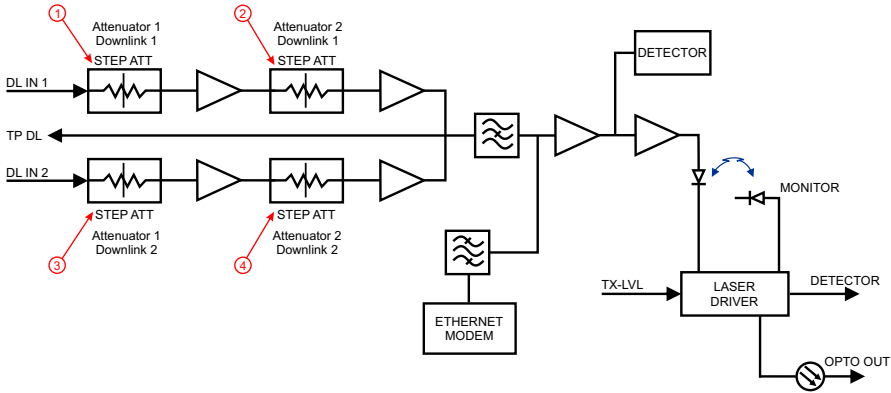 1
Attenuator 1
Downlink 1
STEP ATT
2
Attenuator 2
Downlink 1
STEP ATT
DETECTOR
DL IN 1
TP DL
DL IN 2
STEP ATT
Attenuator 1
Downlink 2
3
STEP ATT
Attenuator 2
Downlink 2
4
MONITOR
ETHERNET
MODEM
TX-LVL
LASER
DRIVER
DETECTOR
OPTO OUT